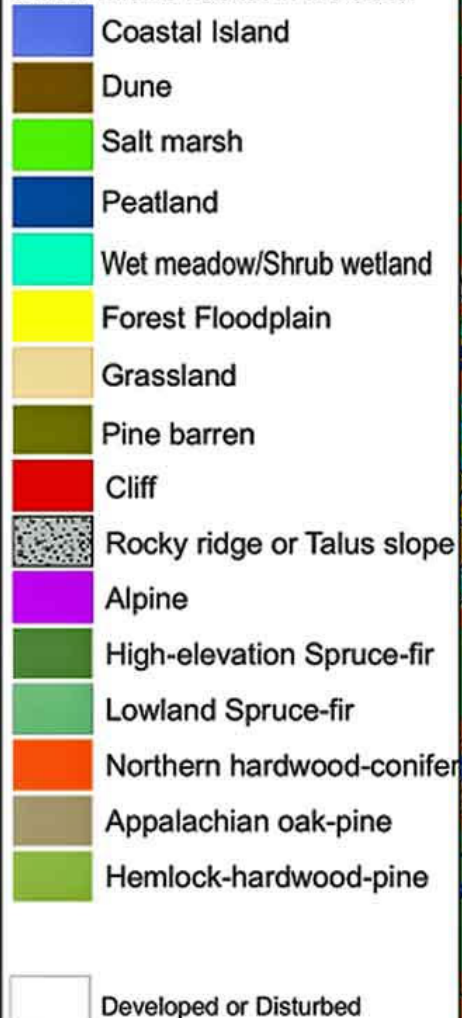 Coastal Island
Dune
Salt marsh
Peatland
Wet meadow/Shrub wetland
Forest Floodplain
Grassland
Pine barren
Cliff
Rocky ridge or Talus slope
Alpine
High-elevation Spruce-fir
Lowland Spruce-fir
Northern hardwood-conifer
Appalachian oak-pine
Hemlock-hardwood-pine
Developed or Disturbed